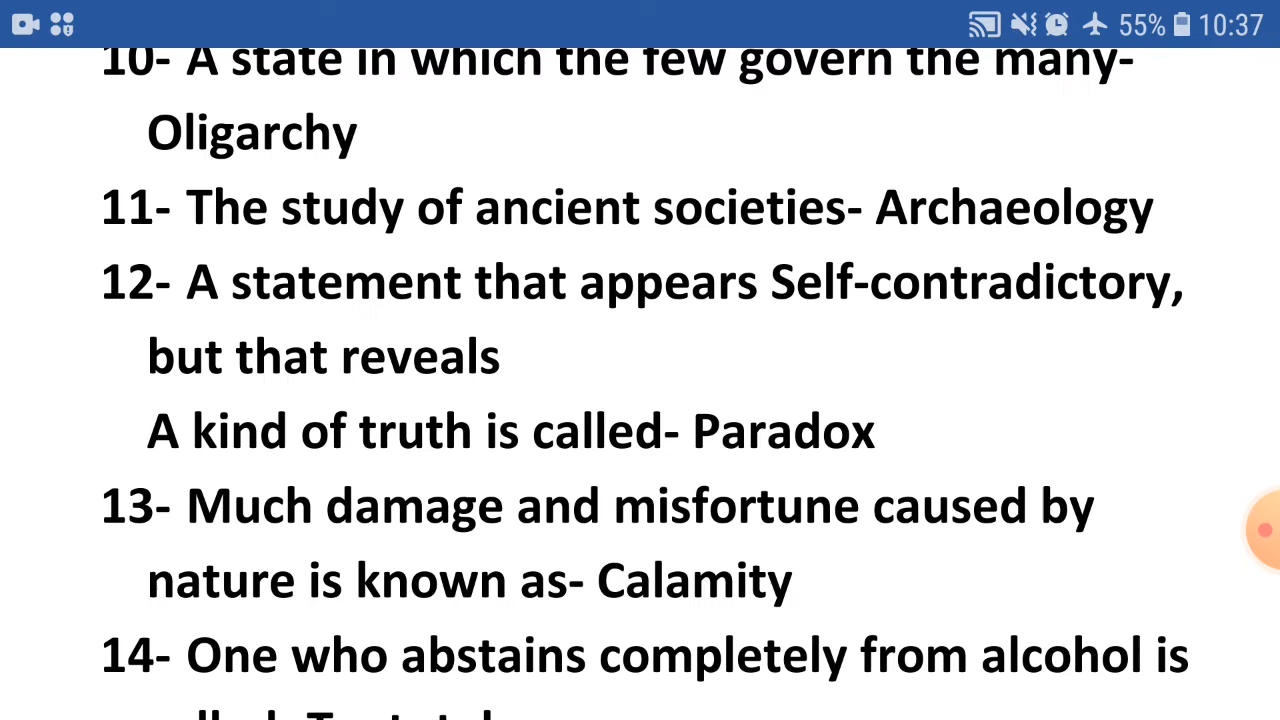 55% 10:37
10- A state in which the few govern the many-
Oligarchy
11- The study of ancient societies- Archaeology
12- A statement that appears Self-contradictory,
but that reveals
A kind of truth is called- Paradox
13- Much damage and misfortune caused by
nature is known as- Calamity
14- One who abstains completely from alcohol is